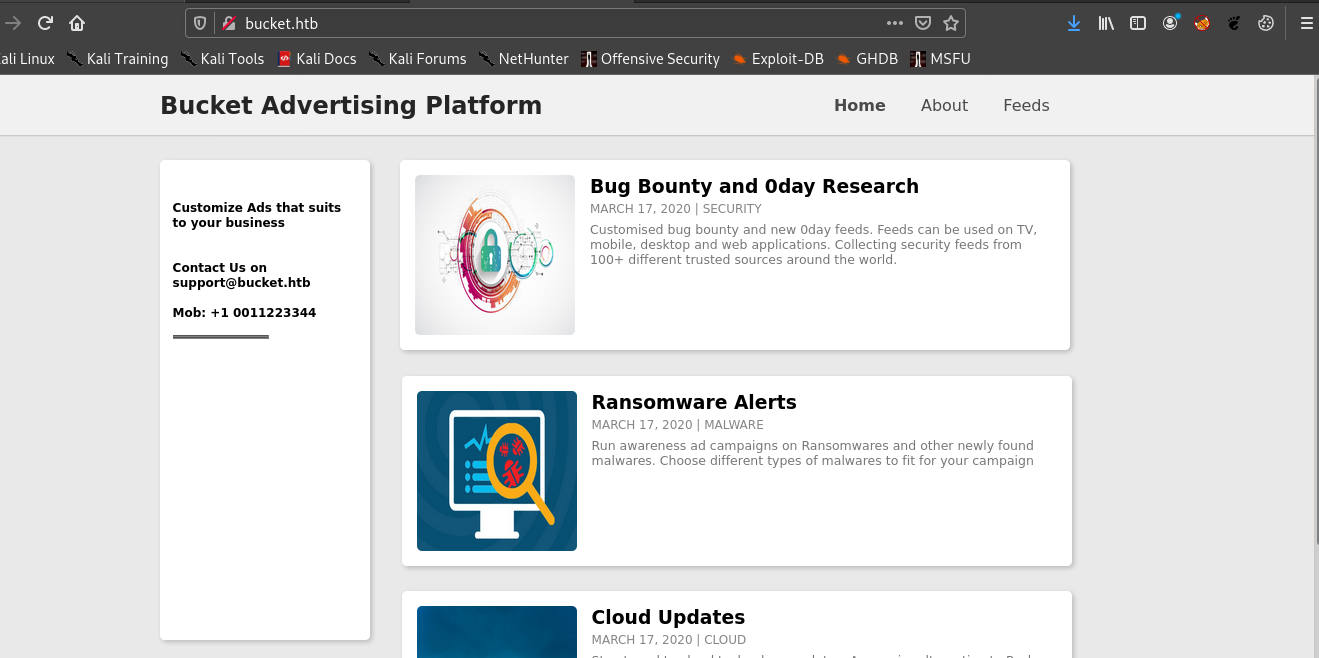 bucket.htb
ali Linux Kali Training Kali Tools Kali Docs Kali Forums NetHunter Offensive Security Exploit-DB GHDB MSFU
Bucket Advertising Platform
Home About Feeds
Customize Ads that suits
to your business
Contact Us on
support@bucket.htb
Mob: +1 0011223344
Bug Bounty and 0day Research
MARCH 17, 2020 | SECURITY
Customised bug bounty and new 0day feeds. Feeds can be used on TV,
mobile, desktop and web applications. Collecting security feeds from
100+ different trusted sources around the world.
Ransomware Alerts
MARCH 17, 2020 | MALWARE
Run awareness ad campaigns on Ransomwares and other newly found
malwares. Choose different types of malwares to fit for your campaign
Cloud Updates
MARCH 17, 2020 | CLOUD